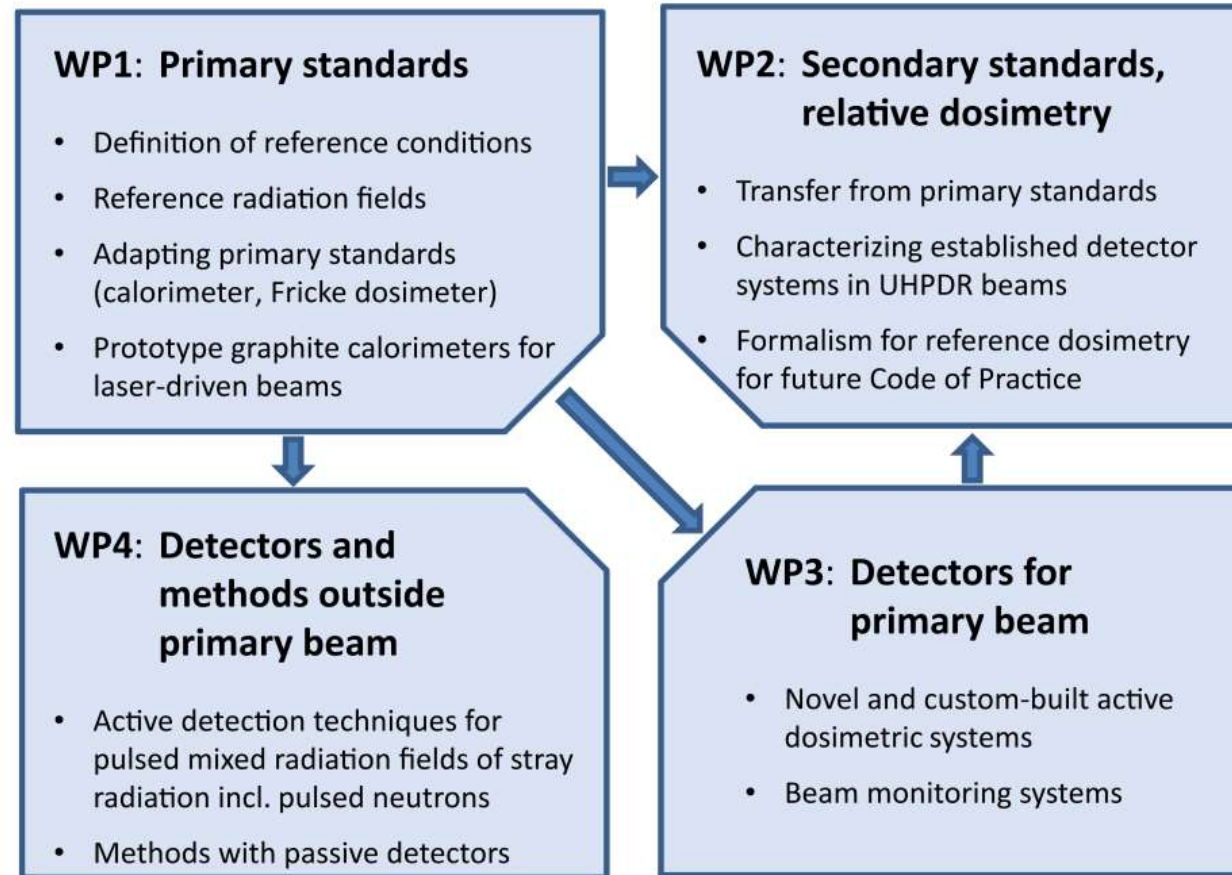 WP1: Primary standards
• Definition of reference conditions
• Reference radiation fields
• Adapting primary standards
(calorimeter, Fricke dosimeter)
• Prototype graphite calorimeters for
laser-driven beams
WP2: Secondary standards,
relative dosimetry
• Transfer from primary standards
• Characterizing established detector
systems in UHPDR beams
• Formalism for reference dosimetry
for future Code of Practice
WP4: Detectors and
methods outside
primary beam
• Active detection techniques for
pulsed mixed radiation fields of stray
radiation incl. pulsed neutrons
• Methods with passive detectors
WP3: Detectors for
primary beam
• Novel and custom-built active
dosimetric systems
• Beam monitoring systems